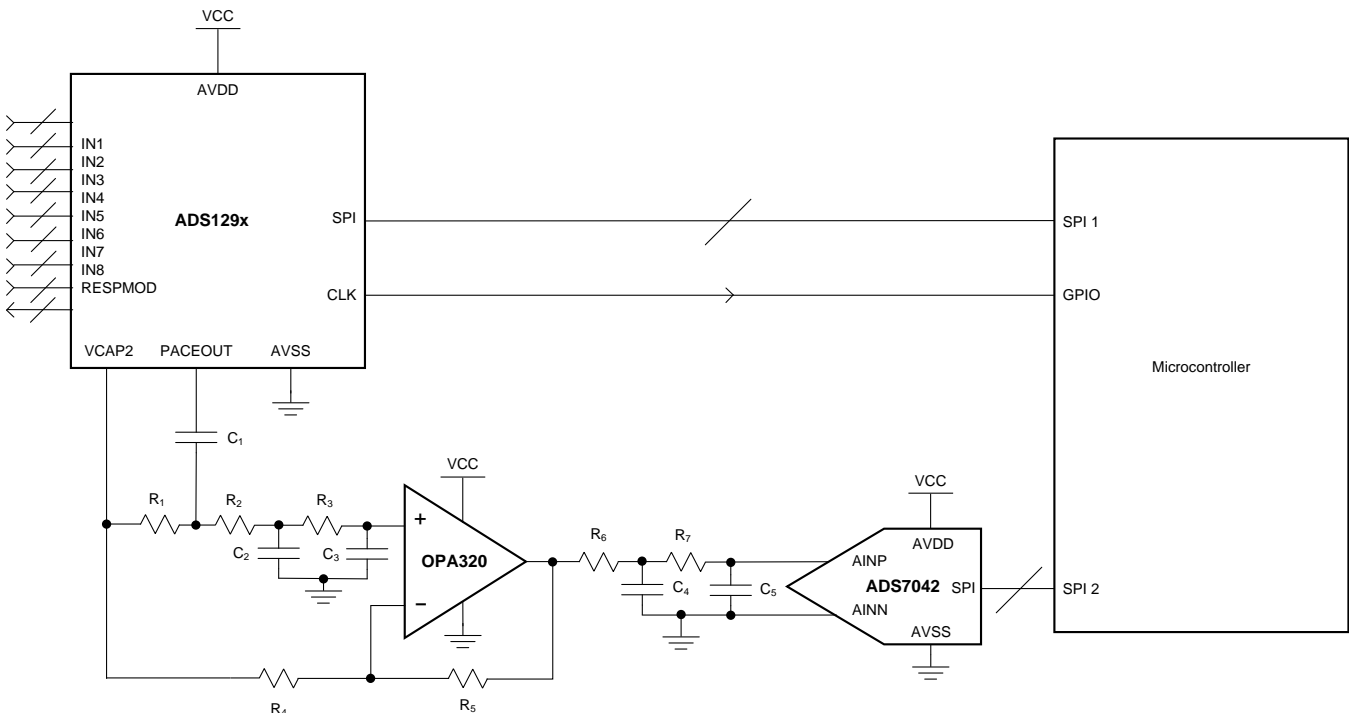 VCC
AVDD
IN1
IN2
IN3
IN4
IN5
IN6
IN7
IN8
RESPMOD
ADS129x
SPI
CLK
VCAP2 PACEOUT AVSS
SPI 1
GPIO
Microcontroller
SPI 2
C1
R1 R2 R3
C2 C3
VCC
+
OPA320
−
R4
R5
R6 R7
C4 C5
VCC
AVDD
AINP
ADS7042 SPI
AINN
AVSS